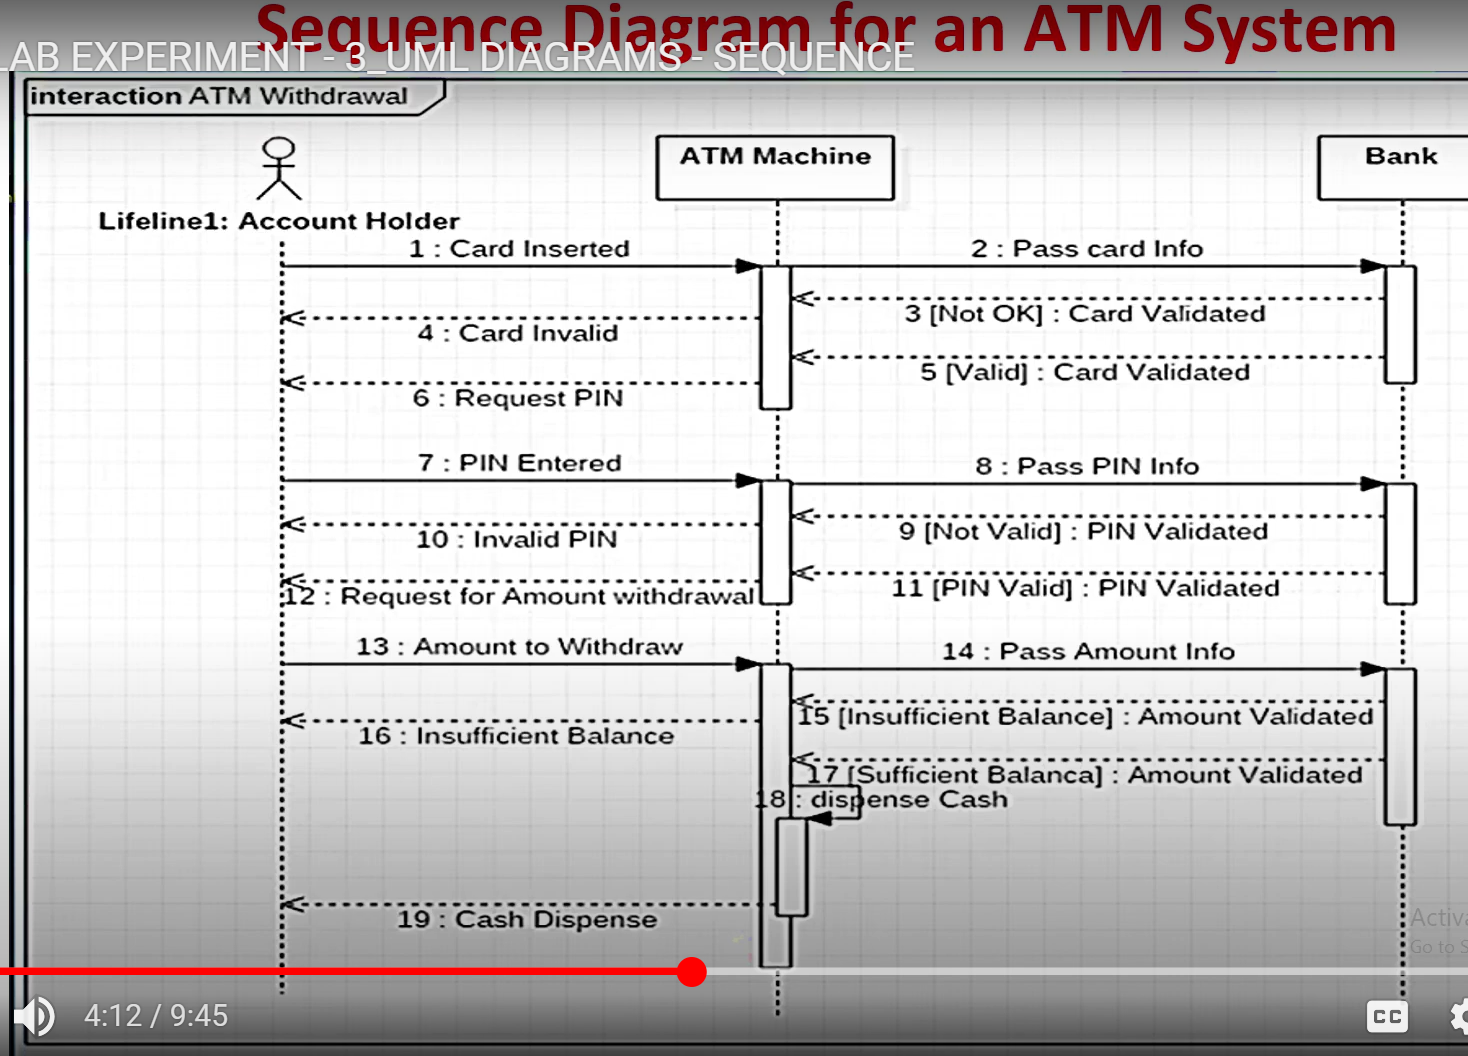 Sequence Diagram for an ATM System
LAB EXPERIMENT - 3_UML DIAGRAMS - SEQUENCE
interaction ATM Withdrawal
ATM Machine
Bank
Lifeline1: Account Holder
1 : Card Inserted
2 : Pass card Info
3 [Not OK] : Card Validated
4 : Card Invalid
5 [Valid] : Card Validated
6 : Request PIN
7 : PIN Entered
8 : Pass PIN Info
9 [Not Valid] : PIN Validated
10 : Invalid PIN
11 [PIN Valid] : PIN Validated
12 : Request for Amount withdrawal
13 : Amount to Withdraw
14 : Pass Amount Info
15 [Insufficient Balance] : Amount Validated
16 : Insufficient Balance
17 [Sufficient Balanca] : Amount Validated
18 : dispense Cash
19 : Cash Dispense
Go to
4:12 / 9:45
CC